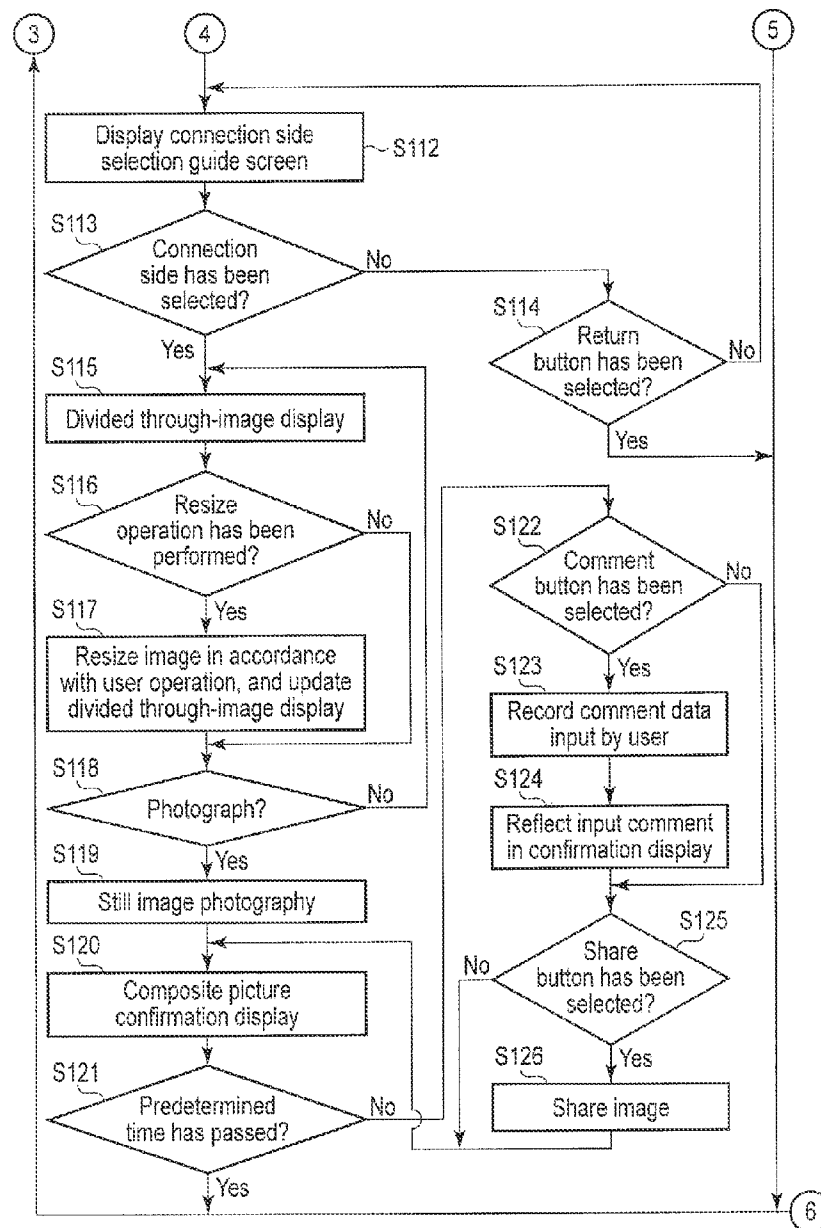 3
4
5
Display connection side
selection guide screen
S112
S113
Connection
side has been
selected?
No
Yes
S114
Return
button has been
selected?
No
Yes
S115
Divided through-image display
S116
Resize
operation has been
performed?
No
Yes
S117
Resize image in accordance
with user operation, and update
divided through-image display
S118
Photograph?
No
Yes
S119
Still image photography
S120
Composite picture
confirmation display
S121
Predetermined
time has passed?
No
Yes
S122
Comment
button has been
selected?
No
Yes
S123
Record comment data
input by user
S124
Reflect input comment
in confirmation display
S125
Share
button has been
selected?
No
Yes
S126
Share image
6